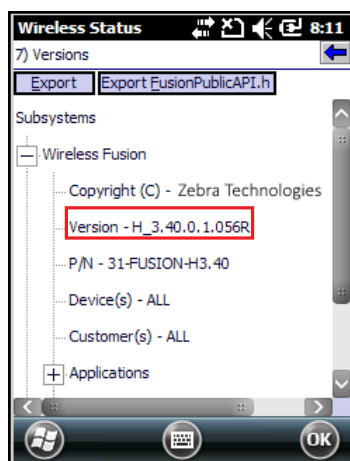 Wireless Status 8:11
7) Versions
Export Export FusionPublicAPI.h
Subsystems
Wireless Fusion
Copyright (C) - Zebra Technologies
Version - H_3.40.0.1.056R
P/N - 31-FUSION-H3.40
Device(s) - ALL
Customer(s) - ALL
Applications
OK